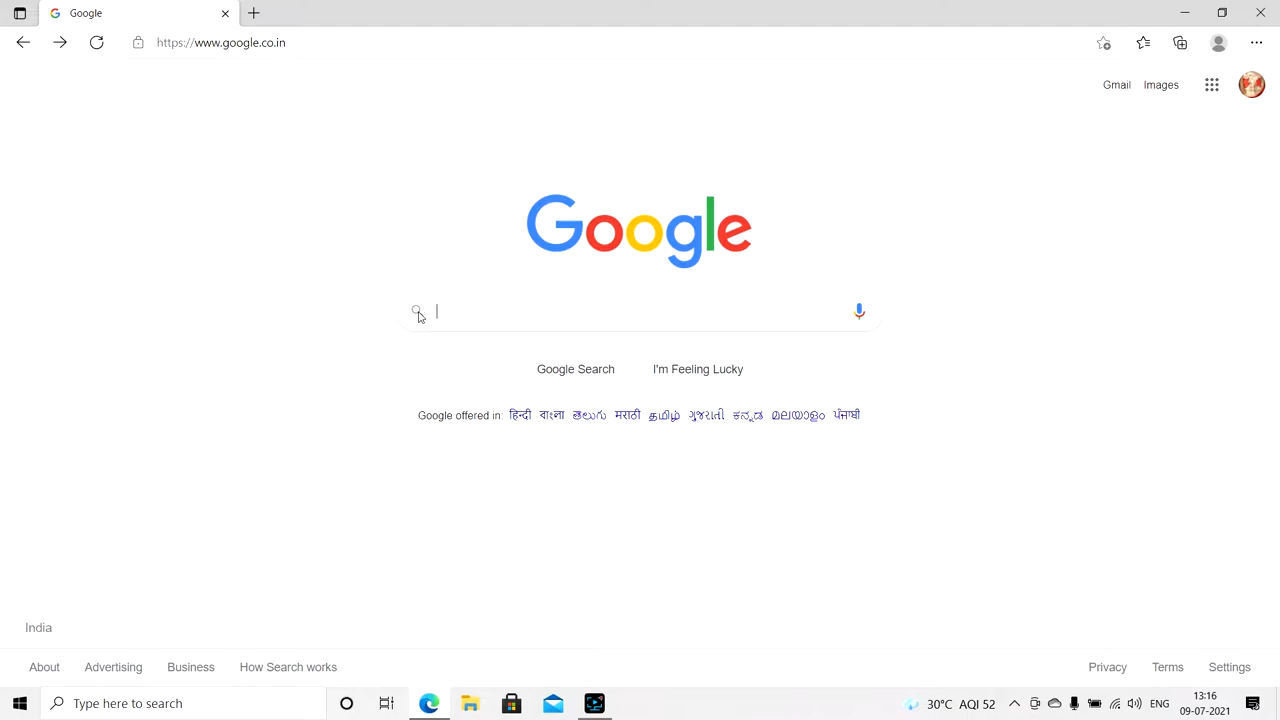 Google
https://www.google.co.in
Gmail Images
Google
Google Search I'm Feeling Lucky
Google offered in: हिन्दी বাংলা తెలుగు मराठी தமிழ் ગુજરાતી ಕನ್ನಡ മലയാളം ਪੰਜਾਬੀ
India
About Advertising Business How Search works Privacy Terms Settings
Type here to search 30°C AQI 52 ENG 13:16
09-07-2021